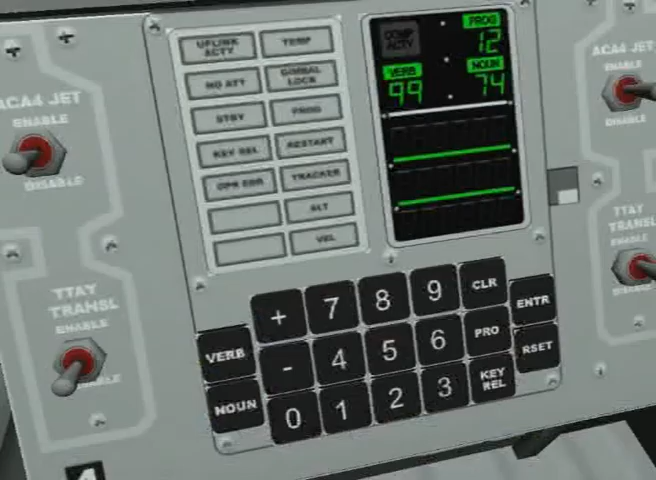 ACA4 JET
ENABLE
DISABLE
TTAY
TRANSL
ENABLE
UPLINK
ACTY
TEMP
NO ATT
GIMBAL
LOCK
STBY
PROG
KEY REL
RESTART
OPR ERR
TRACKER
ALT
VEL
COMP
ACTY
PROG
12
VERB
NOUN
99
74
VERB
+
7
8
9
CLR
ENTR
-
4
5
6
PRO
RSET
NOUN
0
1
2
3
KEY
REL
ACA4 JET
ENABLE
DISABLE
TTAY
TRANSL
ENABLE
DISABLE